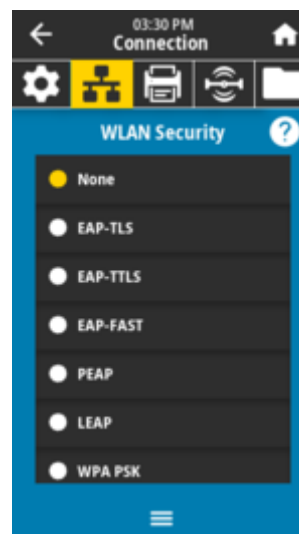 03:30 PM
Connection
WLAN Security
?
None
EAP-TLS
EAP-TTLS
EAP-FAST
PEAP
LEAP
WPA PSK